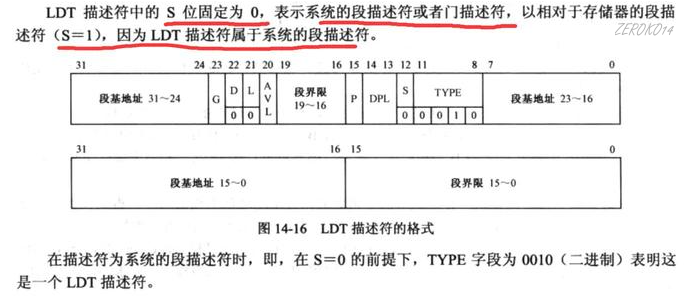 LDT 描述符中的 S 位固定为 0，表示系统的段描述符或者门描述符，以相对于存储器的段描
述符（S＝1），因为 LDT 描述符属于系统的段描述符。
ZEROKO14
31 24 23 22 21 20 19 16 15 14 13 12 11 8 7 0
段基地址 31～24 G D L AVL 段界限 19～16 P DPL S TYPE 段基地址 23～16
0 0 0 0 0 1 0
31 16 15 0
段基地址 15～0 段界限 15～0
图 14-16 LDT 描述符的格式
在描述符为系统的段描述符时，即，在 S=0 的前提下，TYPE 字段为 0010（二进制）表明这
是一个 LDT 描述符。